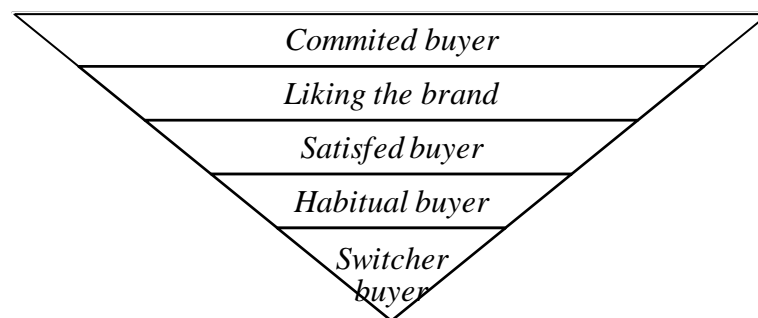 Commited buyer
Liking the brand
Satisfed buyer
Habitual buyer
Switcher
buyer